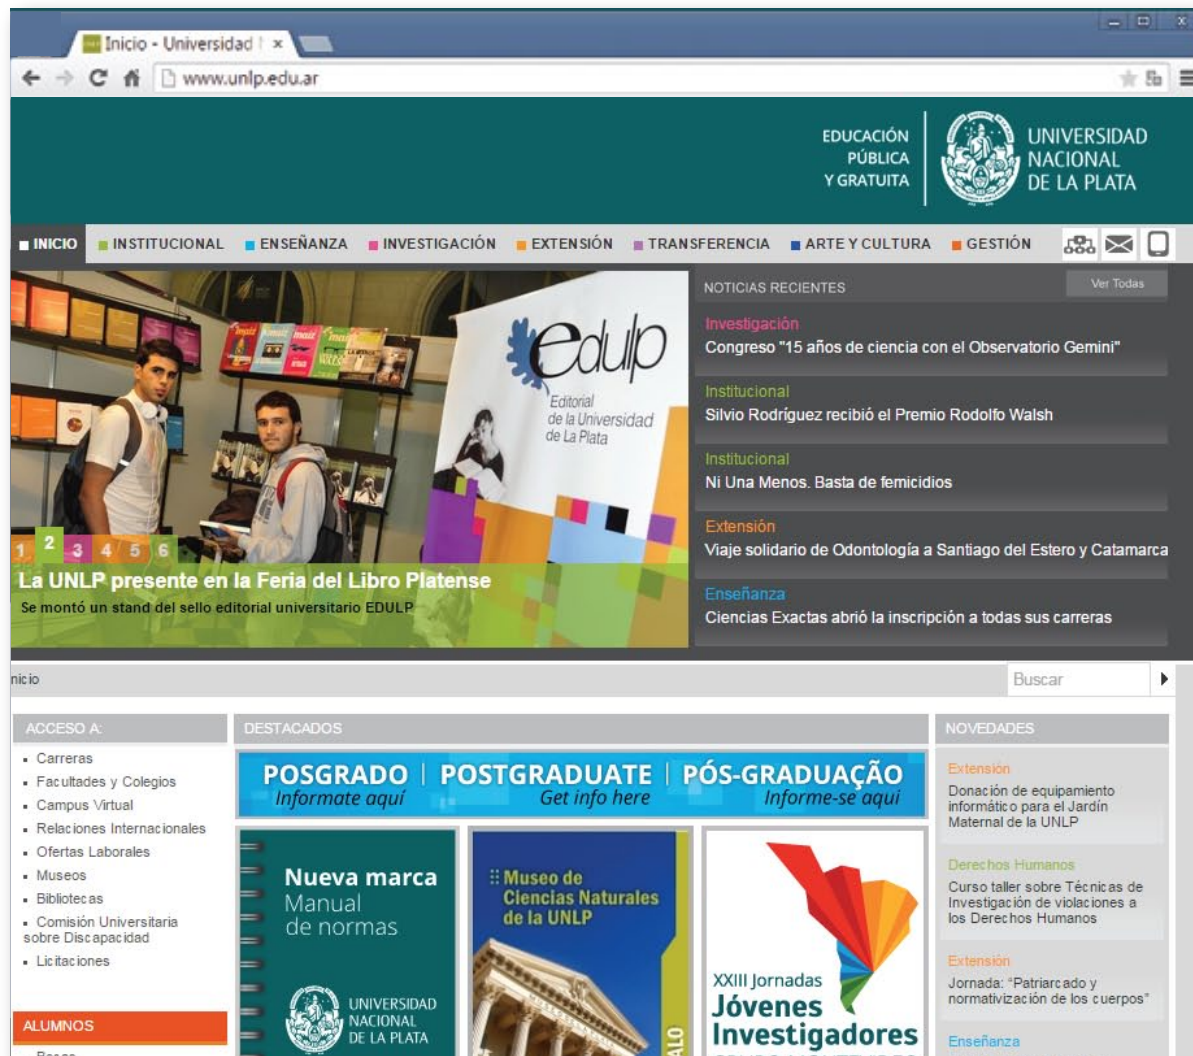 Inicio - Universidad
www.unlp.edu.ar
EDUCACIÓN
PÚBLICA
Y GRATUITA
UNIVERSIDAD
NACIONAL
DE LA PLATA
INICIO INSTITUCIONAL ENSEÑANZA INVESTIGACIÓN EXTENSIÓN TRANSFERENCIA ARTE Y CULTURA GESTIÓN
edulp
Editorial
de la Universidad
de La Plata
1 2 3 4 5 6
La UNLP presente en la Feria del Libro Platense
Se montó un stand del sello editorial universitario EDULP
NOTICIAS RECIENTES
Ver Todas
Investigación
Congreso "15 años de ciencia con el Observatorio Gemini"
Institucional
Silvio Rodríguez recibió el Premio Rodolfo Walsh
Institucional
Ni Una Menos. Basta de femicidios
Extensión
Viaje solidario de Odontología a Santiago del Estero y Catamarca
Enseñanza
Ciencias Exactas abrió la inscripción a todas sus carreras
nicio
Buscar
ACCESO A:
Carreras
Facultades y Colegios
Campus Virtual
Relaciones Internacionales
Ofertas Laborales
Museos
Bibliotecas
Comisión Universitaria
sobre Discapacidad
Licitaciones
ALUMNOS
DESTACADOS
POSGRADO | POSTGRADUATE | PÓS-GRADUAÇÃO
Informate aquí Get info here Informe-se aqui
Nueva marca
Manual
de normas
UNIVERSIDAD
NACIONAL
DE LA PLATA
Museo de
Ciencias Naturales
de la UNLP
XXIII Jornadas
Jóvenes
Investigadores
NOVEDADES
Extensión
Donación de equipamiento
informático para el Jardín
Maternal de la UNLP
Derechos Humanos
Curso taller sobre Técnicas de
Investigación de violaciones a
los Derechos Humanos
Extensión
Jornada: “Patriarcado y
normativización de los cuerpos”
Enseñanza